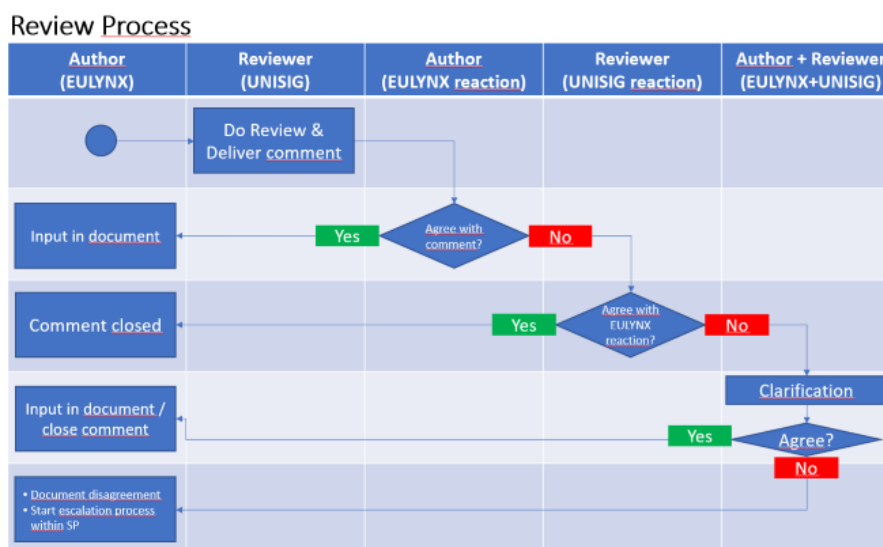 Review Process
Author
(EULYNX)
Reviewer
(UNISIG)
Author
(EULYNX reaction)
Reviewer
(UNISIG reaction)
Author + Reviewer
(EULYNX+UNISIG)
Do Review &
Deliver comment
Input in document
Yes
Agree with
comment?
No
Comment closed
Yes
Agree with
EULYNX
reaction?
No
Clarification
Input in document /
close comment
Yes
Agree?
No
• Document disagreement
• Start escalation process
within SP